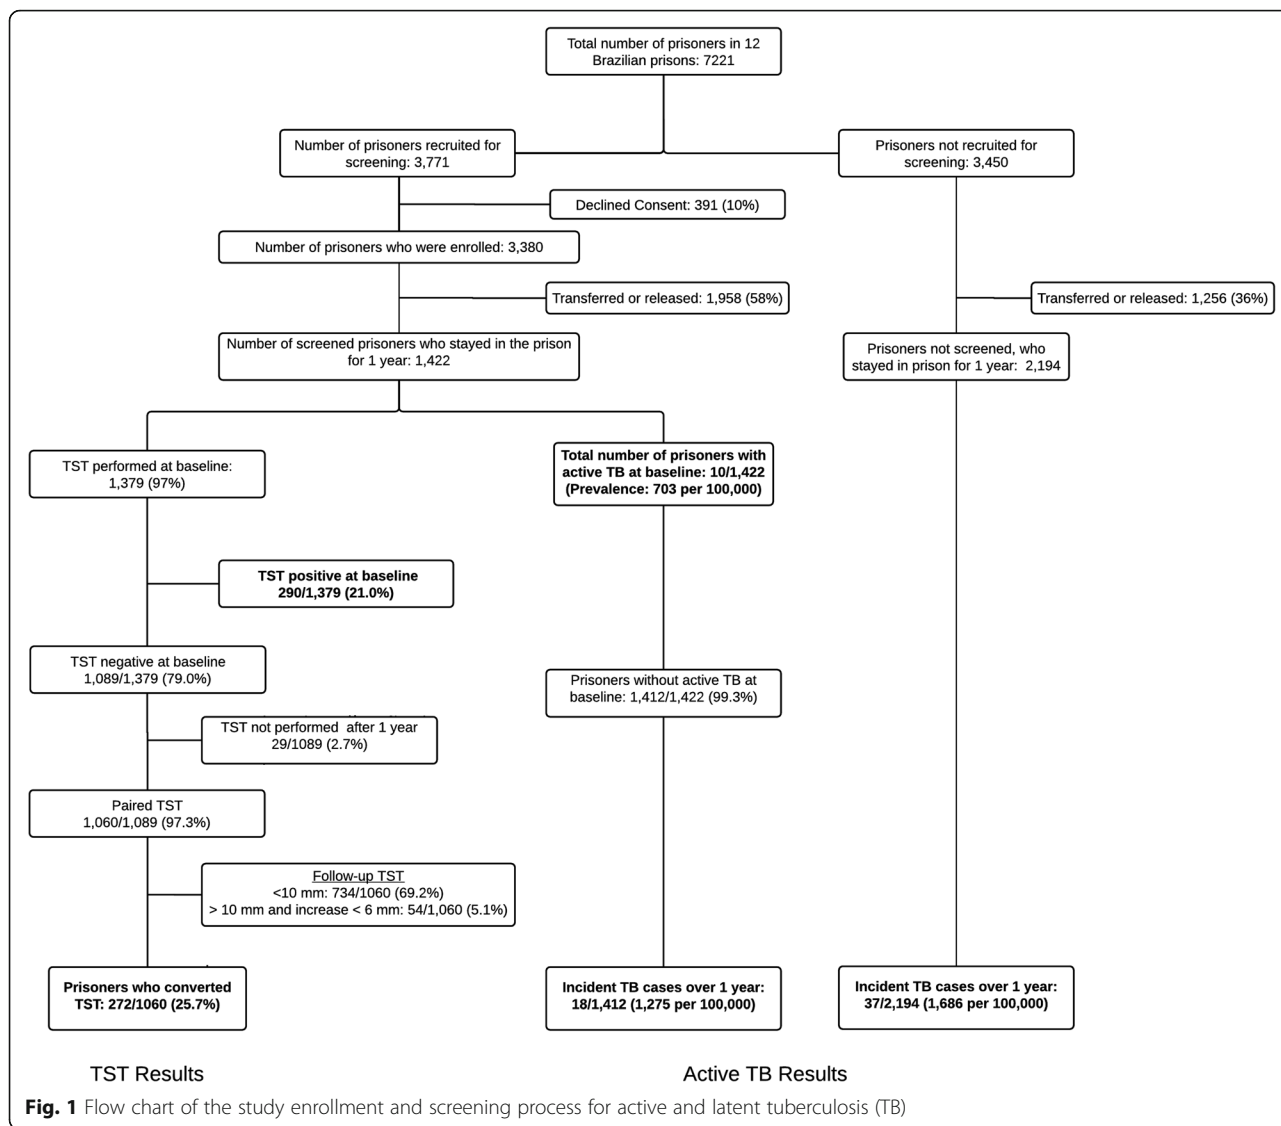 Total number of prisoners in 12
Brazilian prisons: 7221
Number of prisoners recruited for
screening: 3,771
Prisoners not recruited for
screening: 3,450
Declined Consent: 391 (10%)
Number of prisoners who were enrolled: 3,380
Transferred or released: 1,958 (58%)
Transferred or released: 1,256 (36%)
Number of screened prisoners who stayed in the prison
for 1 year: 1,422
Prisoners not screened, who
stayed in prison for 1 year: 2,194
TST performed at baseline:
1,379 (97%)
Total number of prisoners with
active TB at baseline: 10/1,422
(Prevalence: 703 per 100,000)
TST positive at baseline
290/1,379 (21.0%)
TST negative at baseline
1,089/1,379 (79.0%)
Prisoners without active TB at
baseline: 1,412/1,422 (99.3%)
TST not performed after 1 year
29/1089 (2.7%)
Paired TST
1,060/1,089 (97.3%)
Follow-up TST
<10 mm: 734/1060 (69.2%)
> 10 mm and increase < 6 mm: 54/1,060 (5.1%)
Prisoners who converted
TST: 272/1060 (25.7%)
Incident TB cases over 1 year:
18/1,412 (1,275 per 100,000)
Incident TB cases over 1 year:
37/2,194 (1,686 per 100,000)
TST Results
Active TB Results
Fig. 1 Flow chart of the study enrollment and screening process for active and latent tuberculosis (TB)